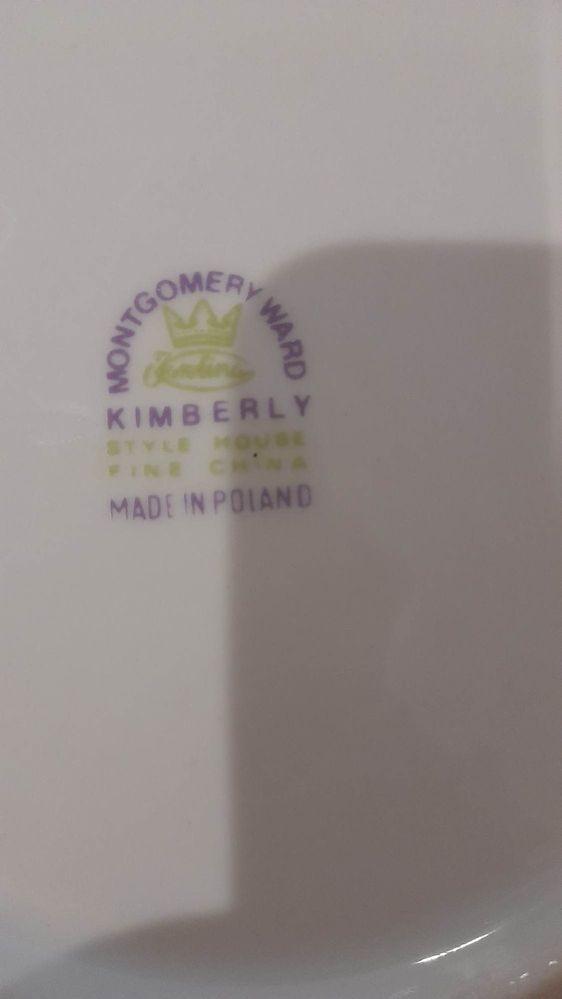 MONTGOMERY WARD
KIMBERLY
STYLE HOUSE
FINE CHINA
MADE IN POLAND